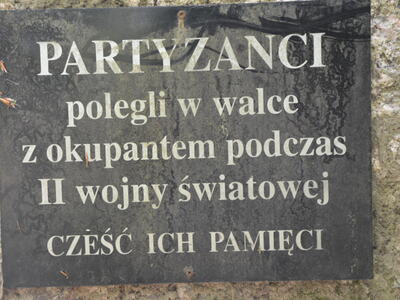 PARTYZANCI
polegli w walce
z okupantem podczas
II wojny światowej
CZEŚĆ ICH PAMIĘCI